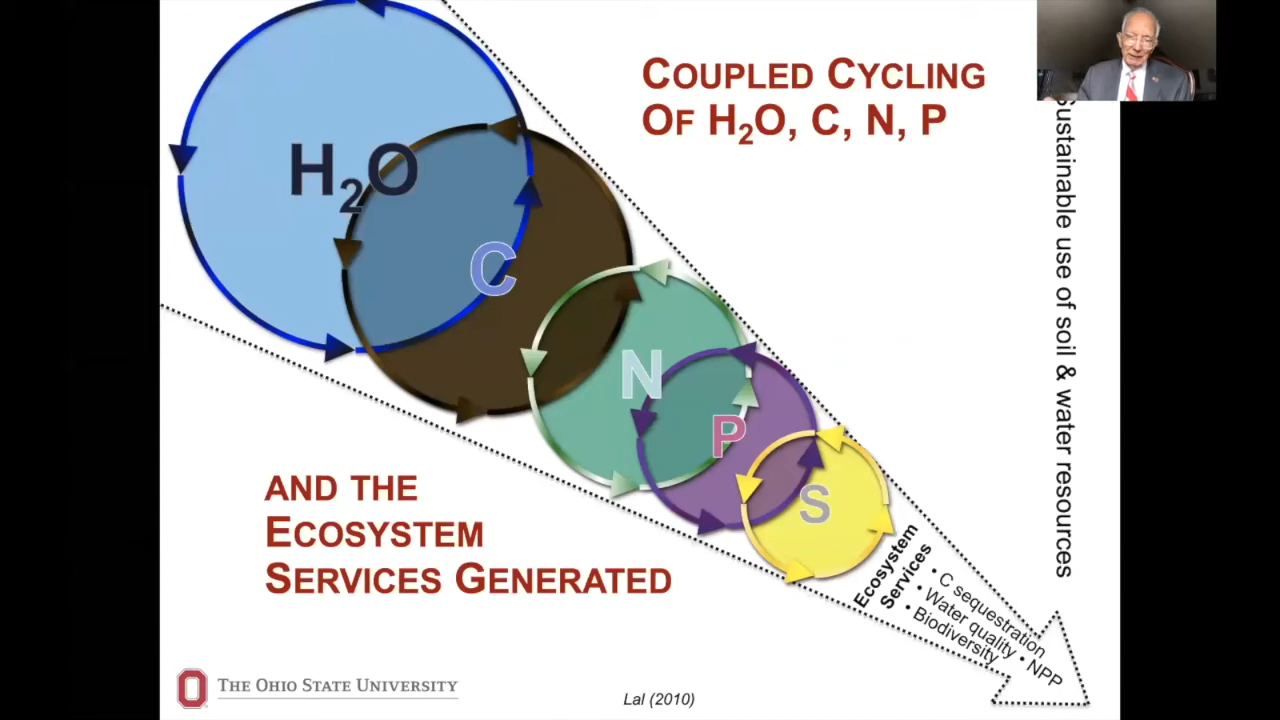 COUPLED CYCLING
OF H₂O, C, N, P
H₂O
C
N
P
S
AND THE
ECOSYSTEM
SERVICES GENERATED
Ecosystem
Services
• C sequestration
• Water quality • NPP
• Biodiversity
Sustainable use of soil & water resources
THE OHIO STATE UNIVERSITY
Lal (2010)